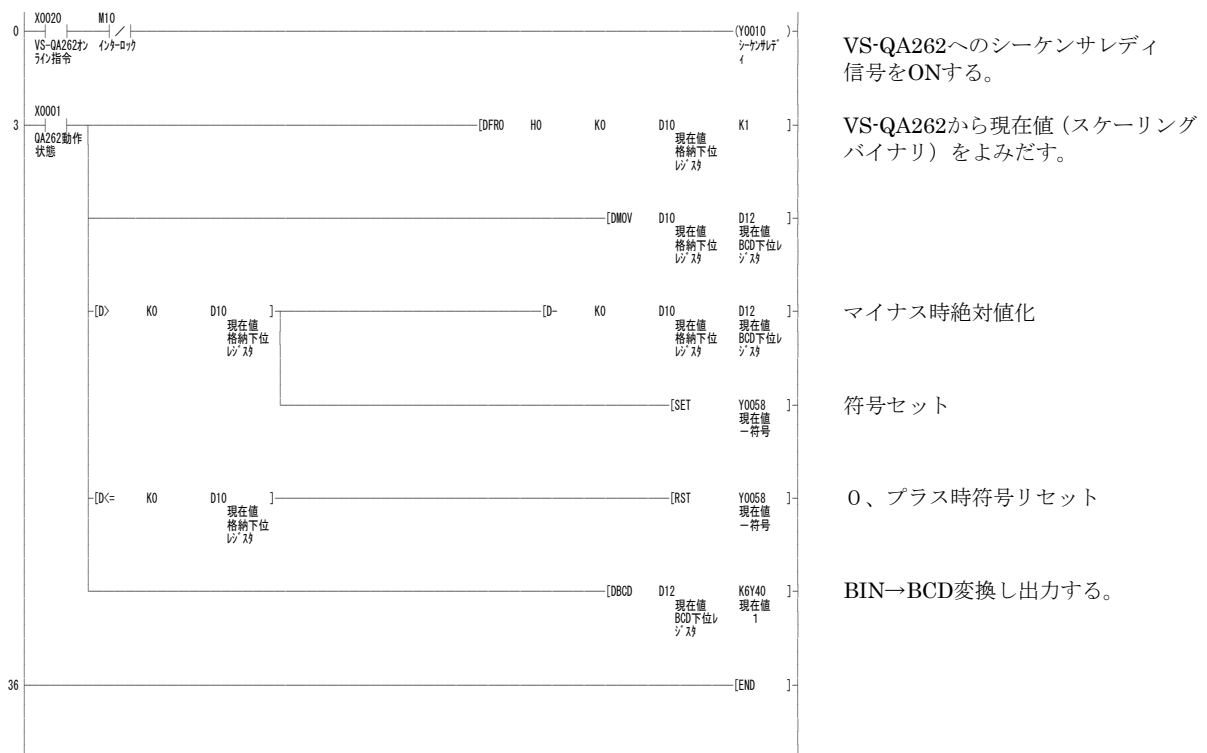 X0020 M10
0
(Y0010 )
VS-QA262オン インターロック
ライン指令
シーケンサレディ
VS-QA262へのシーケンサレディ
信号をONする。
X0001
3
QA262動作
状態
[DFRO H0 K0 D10 K1 ]
現在値
格納下位
レジスタ
VS-QA262から現在値（スケーリング
バイナリ）をよみだす。
[DMOV D10 D12 ]
現在値 現在値
格納下位 BCD下位レ
レジスタ ジスタ
[D> K0 D10 ]
現在値
格納下位
レジスタ
[D- K0 D10 D12 ]
現在値 現在値
格納下位 BCD下位レ
レジスタ ジスタ
マイナス時絶対値化
[SET Y0058 ]
現在値
－符号
符号セット
[D<= K0 D10 ]
現在値
格納下位
レジスタ
[RST Y0058 ]
現在値
－符号
０、プラス時符号リセット
[DBCD D12 K6Y40 ]
現在値 現在値
BCD下位レ 1
ジスタ
BIN→BCD変換し出力する。
36
[END ]